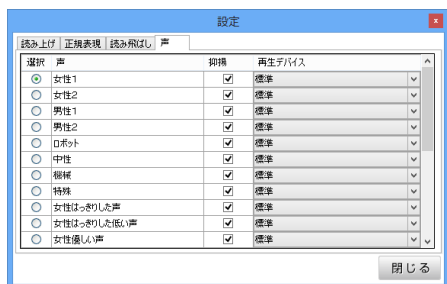 設定
読み上げ 正規表現 読み飛ばし 声
選択 声 抑揚 再生デバイス
女性1 標準
女性2 標準
男性1 標準
男性2 標準
ロボット 標準
中性 標準
機械 標準
特殊 標準
女性はっきりした声 標準
女性はっきりした低い声 標準
女性優しい声 標準
閉じる